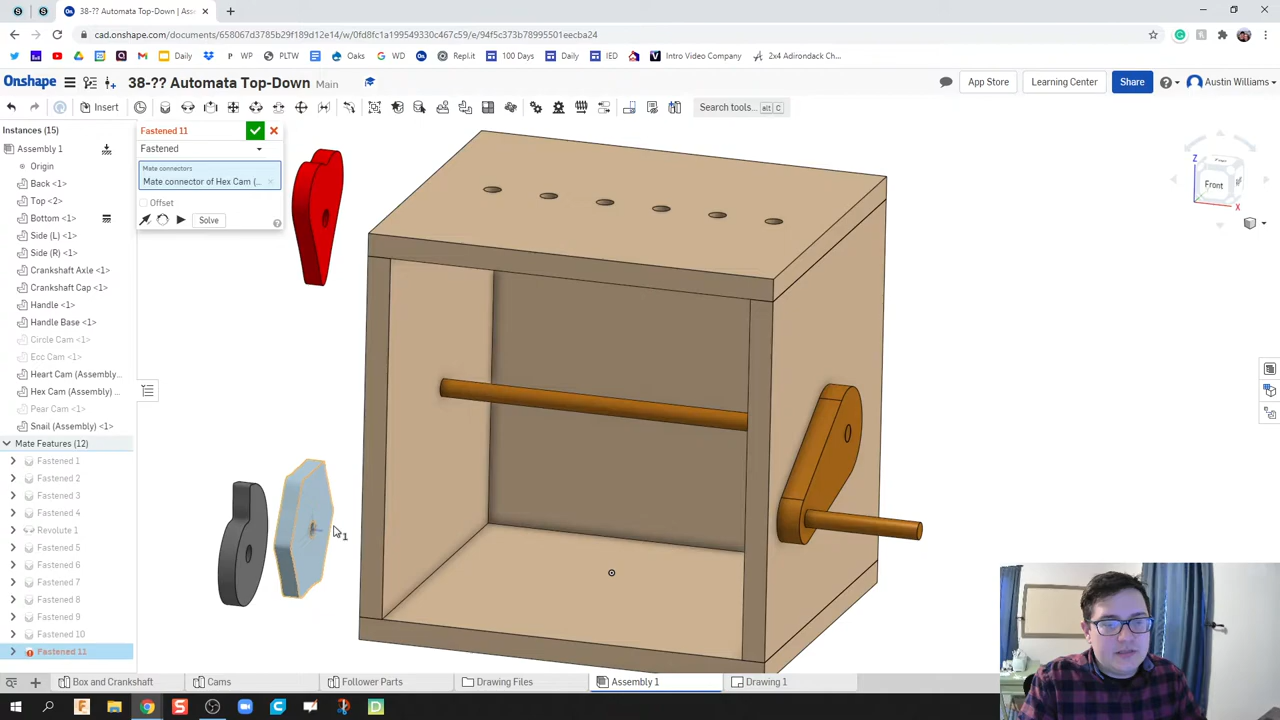 38-?? Automata Top-Down | Ass
cad.onshape.com/documents/658067d3785b29f1869d12e14/w/0fd8fc1a199549330c467c59/e/94f5c373b78995501eecba24
Daily
WP
PLTW
Oaks
WD
Repl.it
100 Days
IED
Intro Video Company
2x4 Adirondack Ch...
Onshape
38-?? Automata Top-Down Main
App Store
Learning Center
Share
Austin Williams
Insert
Search tools... alt C
Instances (15)
Assembly 1
Origin
Back <1>
Top <2>
Bottom <1>
Side (L) <1>
Side (R) <1>
Crankshaft Axle <1>
Crankshaft Cap <1>
Handle <1>
Handle Base <1>
Circle Cam <1>
Ecc Cam <1>
Heart Cam (Assembly...
Hex Cam (Assembly) ...
Pear Cam <1>
Snail (Assembly) <1>
Mate Features (12)
Fastened 1
Fastened 2
Fastened 3
Fastened 4
Revolute 1
Fastened 5
Fastened 6
Fastened 7
Fastened 8
Fastened 9
Fastened 10
Fastened 11
Fastened 11
Fastened
Mate connectors
Mate connector of Hex Cam (...
Offset
Solve
Z
Front
X
1
Box and Crankshaft
Cams
Follower Parts
Drawing Files
Assembly 1
Drawing 1